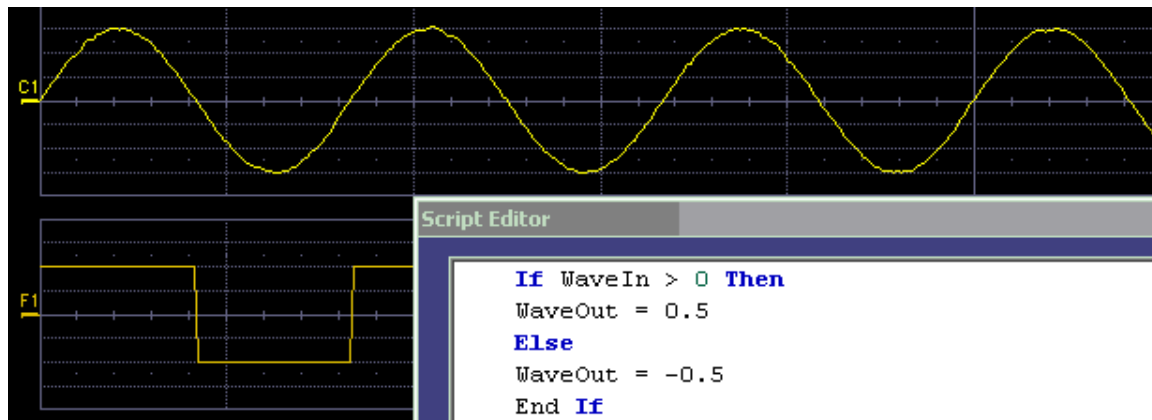 C1
F1
Script Editor
If WaveIn > 0 Then
WaveOut = 0.5
Else
WaveOut = -0.5
End If